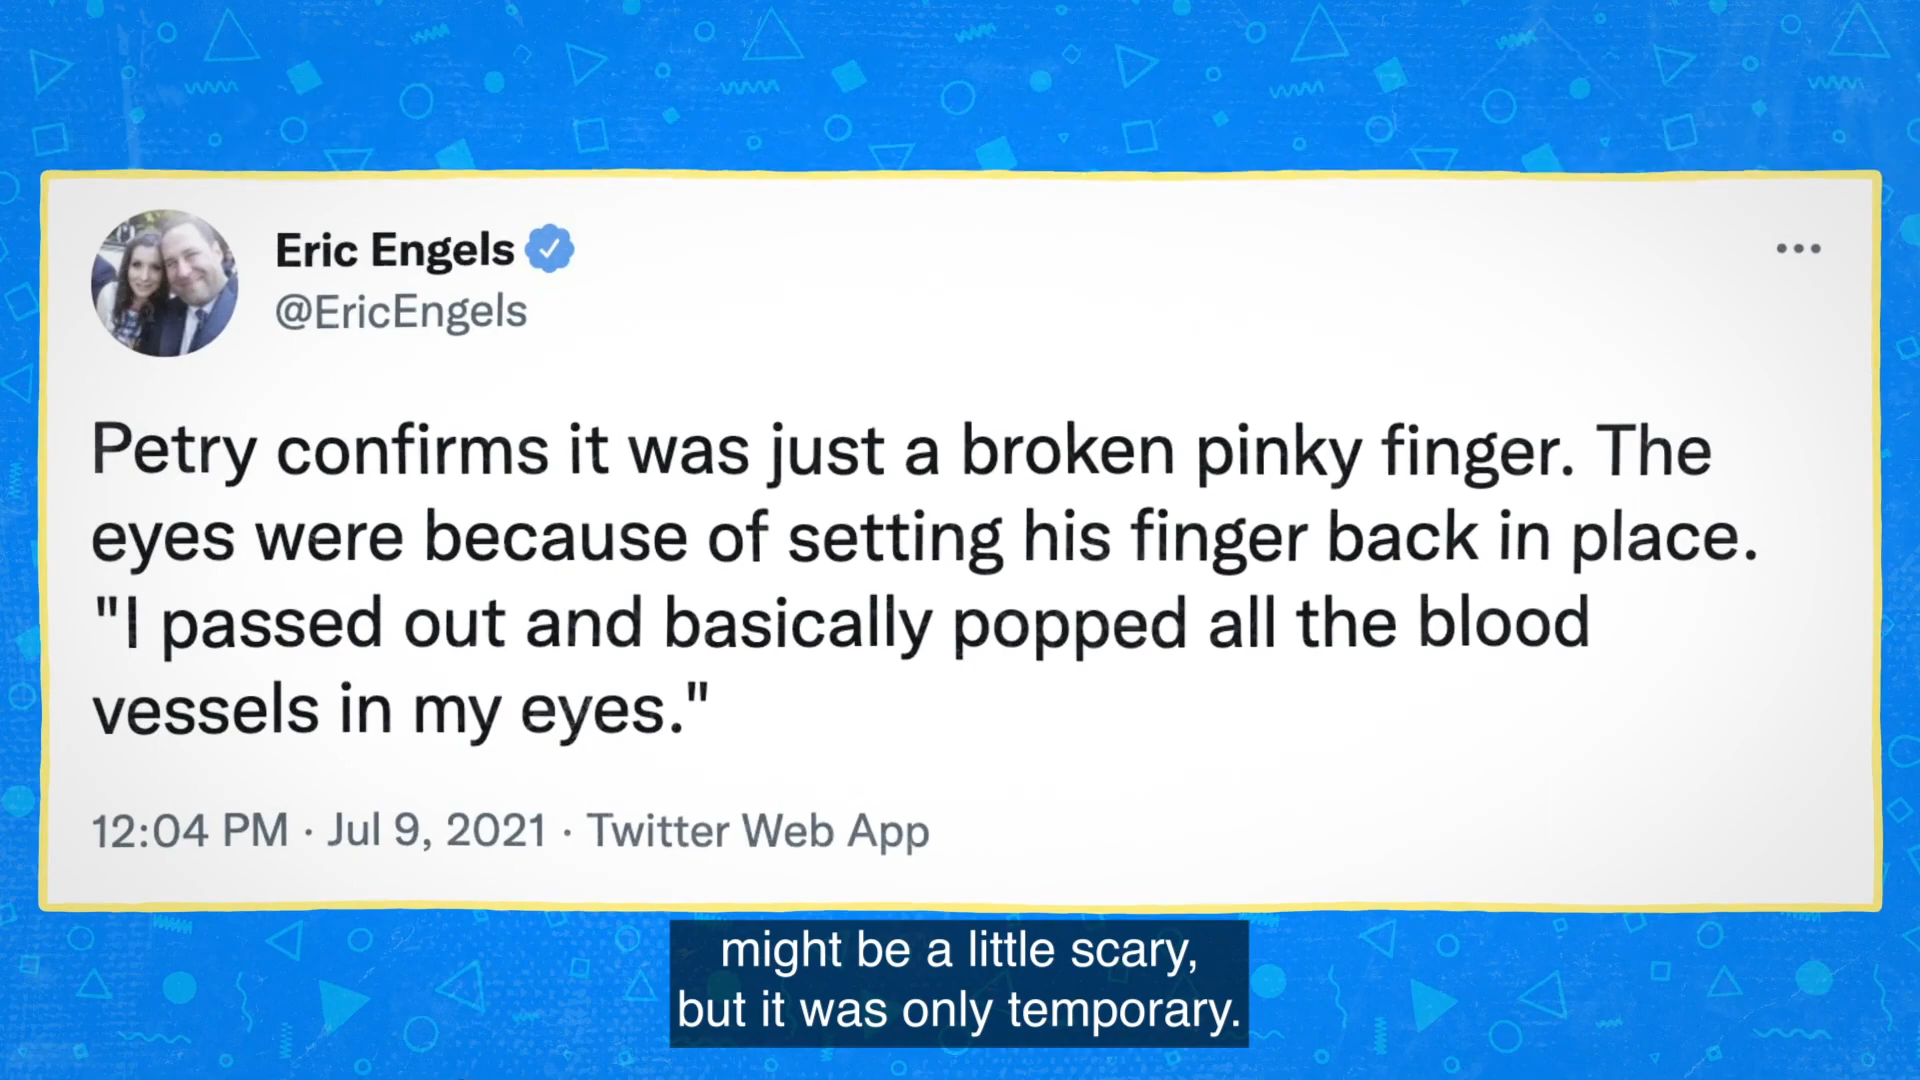 Eric Engels
@EricEngels
Petry confirms it was just a broken pinky finger. The
eyes were because of setting his finger back in place.
"I passed out and basically popped all the blood
vessels in my eyes."
12:04 PM · Jul 9, 2021 · Twitter Web App
might be a little scary,
but it was only temporary.